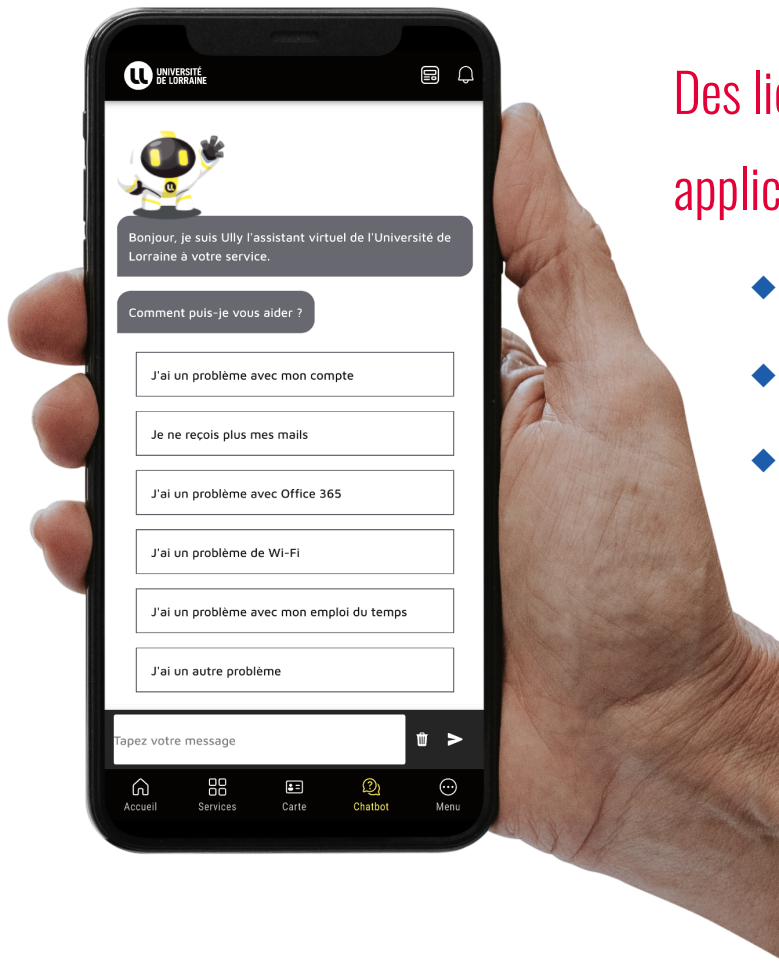 UNIVERSITÉ
DE LORRAINE
Bonjour, je suis Ully l'assistant virtuel de l'Université de
Lorraine à votre service.
Comment puis-je vous aider ?
J'ai un problème avec mon compte
Je ne reçois plus mes mails
J'ai un problème avec Office 365
J'ai un problème de Wi-Fi
J'ai un problème avec mon emploi du temps
J'ai un autre problème
Tapez votre message
Accueil
Services
Carte
Chatbot
Menu
Des